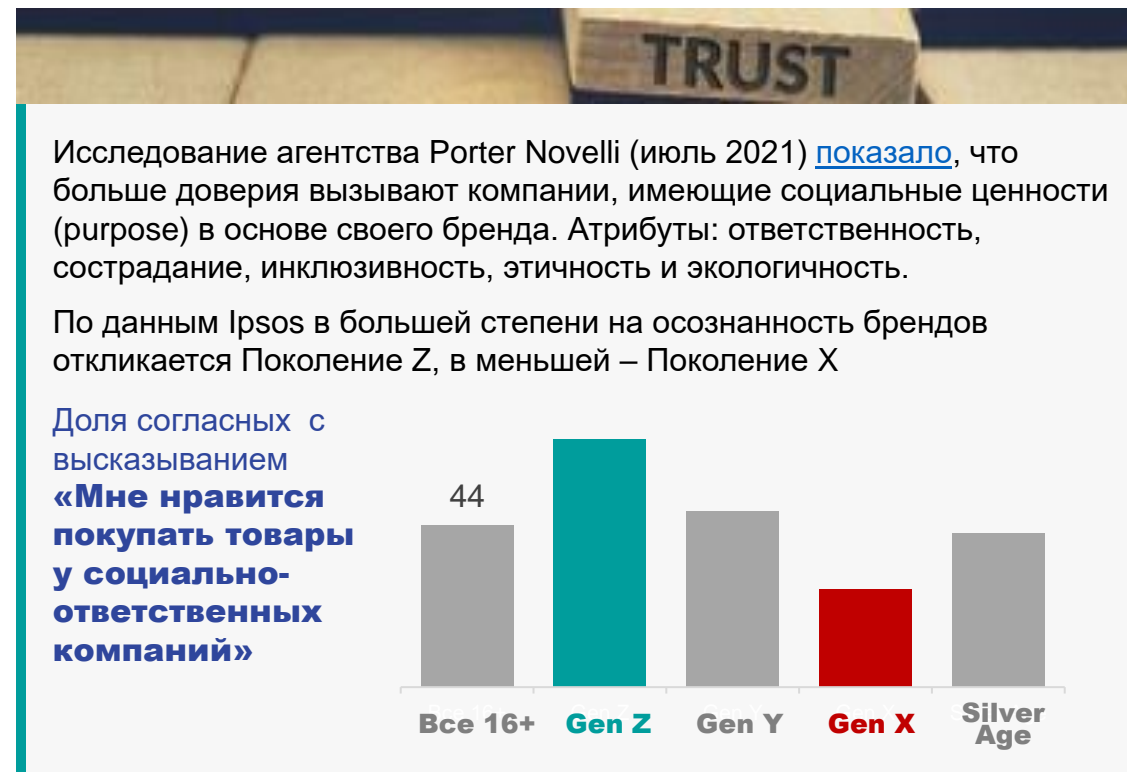 TRUST
Исследование агентства Porter Novelli (июль 2021) показало, что
больше доверия вызывают компании, имеющие социальные ценности
(purpose) в основе своего бренда. Атрибуты: ответственность,
сострадание, инклюзивность, этичность и экологичность.
По данным Ipsos в большей степени на осознанность брендов
откликается Поколение Z, в меньшей – Поколение X
Доля согласных с
высказыванием
«Мне нравится
покупать товары
у социально-
ответственных
компаний»
44
Все 16+
Gen Z
Gen Y
Gen X
Silver
Age